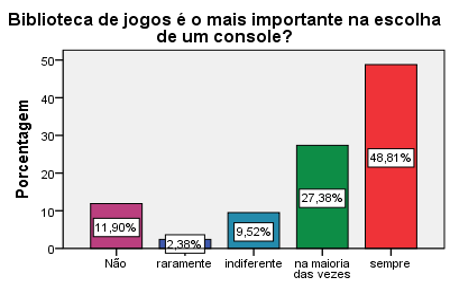 Biblioteca de jogos é o mais importante na escolha
de um console?
Porcentagem
50
40
30
20
10
0
11,90%
2,38%
9,52%
27,38%
48,81%
Não
raramente
indiferente
na maioria
das vezes
sempre